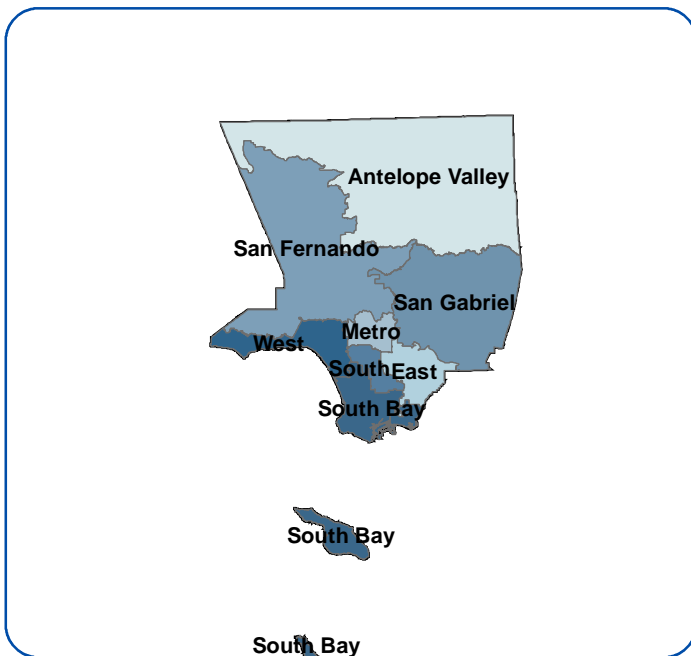 Antelope Valley
San Fernando
San Gabriel
Metro
West
South
East
South Bay
South Bay
South Bay